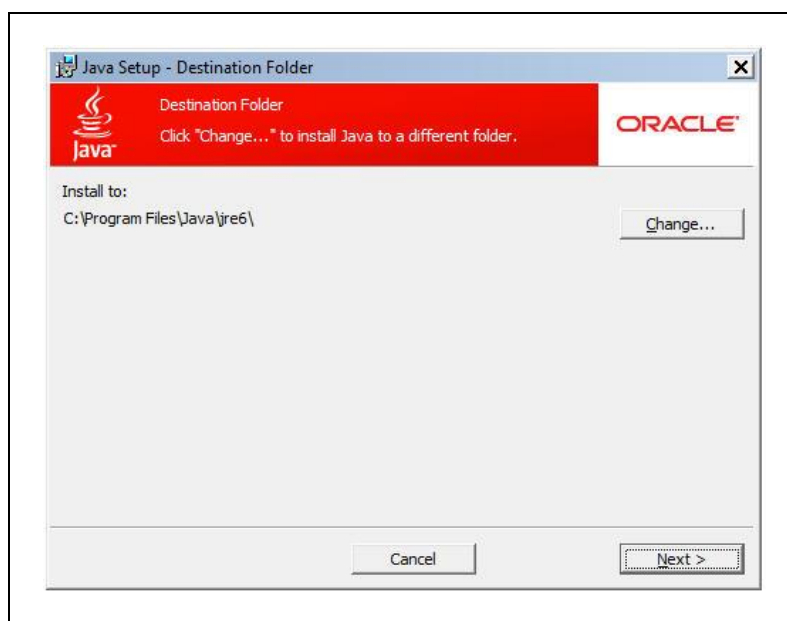 Java Setup - Destination Folder
Destination Folder
Click "Change..." to install Java to a different folder.
Java™
ORACLE®
Install to:
C:\Program Files\Java\jre6\
Change...
Cancel
Next >